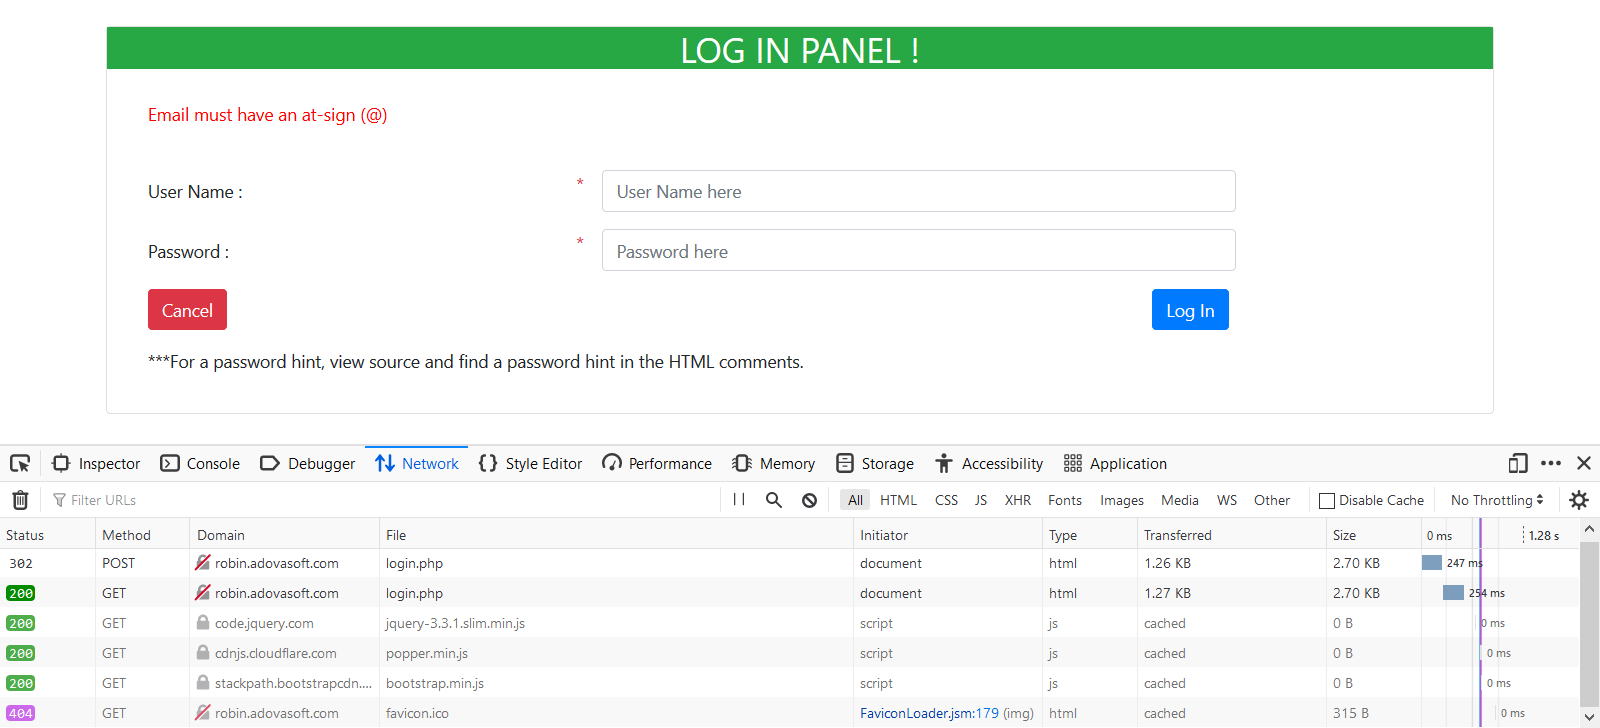 LOG IN PANEL !
Email must have an at-sign (@)
User Name : * User Name here
Password : * Password here
Cancel Log In
***For a password hint, view source and find a password hint in the HTML comments.
Inspector Console Debugger Network Style Editor Performance Memory Storage Accessibility Application
Filter URLs All HTML CSS JS XHR Fonts Images Media WS Other Disable Cache No Throttling
Status Method Domain File Initiator Type Transferred Size 0 ms 1.28 s
302 POST robin.adovasoft.com login.php document html 1.26 KB 2.70 KB 247 ms
200 GET robin.adovasoft.com login.php document html 1.27 KB 2.70 KB 254 ms
200 GET code.jquery.com jquery-3.3.1.slim.min.js script js cached 0 B 0 ms
200 GET cdnjs.cloudflare.com popper.min.js script js cached 0 B 0 ms
200 GET stackpath.bootstrapcdn.... bootstrap.min.js script js cached 0 B 0 ms
404 GET robin.adovasoft.com favicon.ico FaviconLoader.jsm:179 (img) html cached 315 B 0 ms